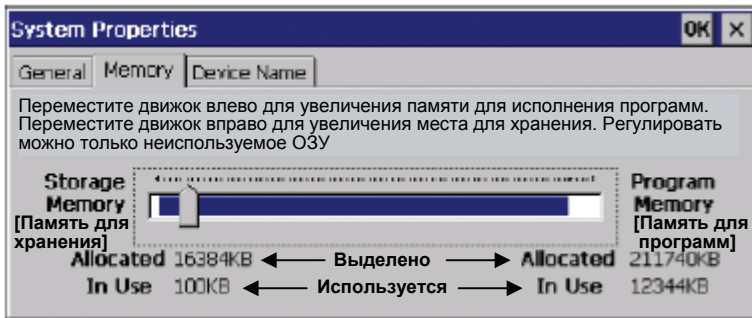 System Properties OK ×
General Memory Device Name
Переместите движок влево для увеличения памяти для исполнения программ.
Переместите движок вправо для увеличения места для хранения. Регулировать
можно только неиспользуемое ОЗУ
Storage Memory
[Память для хранения]
Program Memory
[Память для программ]
Allocated 16384KB Выделено Allocated 211740KB
In Use 100KB Используется In Use 12344KB